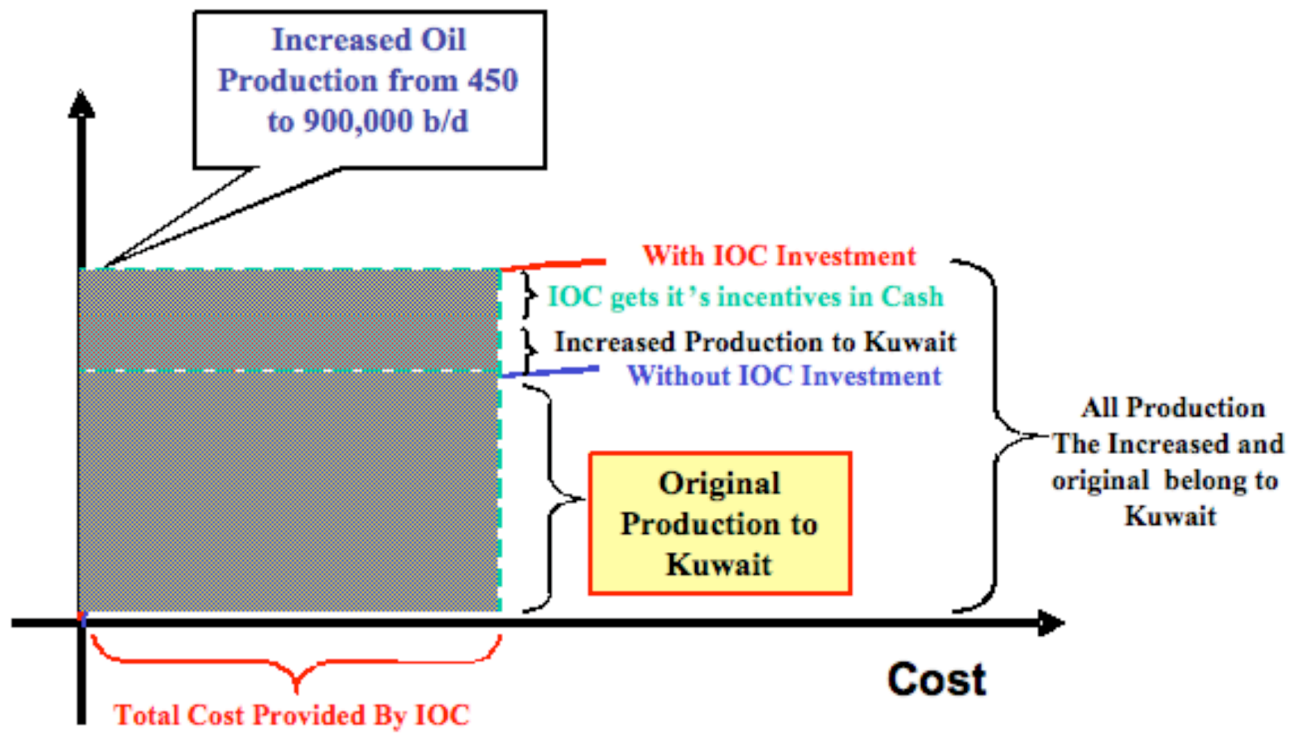 Increased Oil
Production from 450
to 900,000 b/d
With IOC Investment
IOC gets it's incentives in Cash
Increased Production to Kuwait
Without IOC Investment
Original
Production to
Kuwait
All Production
The Increased and
original belong to
Kuwait
Cost
Total Cost Provided By IOC